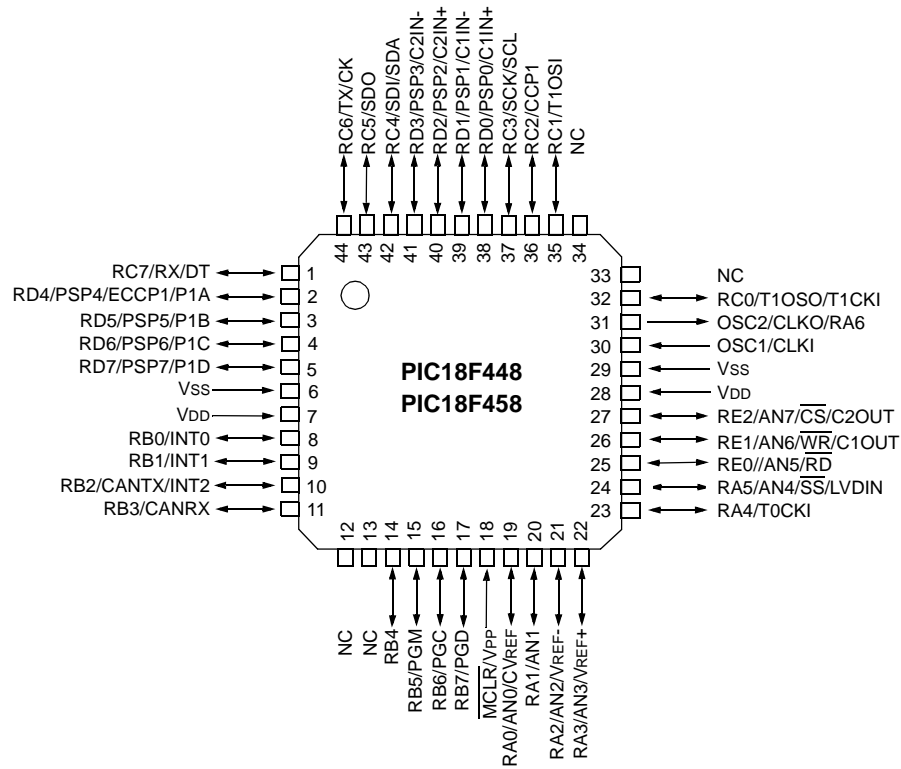 RC6/TX/CK
RC5/SDO
RC4/SDI/SDA
RD3/PSP3/C2IN-
RD2/PSP2/C2IN+
RD1/PSP1/C1IN-
RD0/PSP0/C1IN+
RC3/SCK/SCL
RC2/CCP1
RC1/T1OSI
NC
44
43
42
41
40
39
38
37
36
35
34
RC7/RX/DT
1
RD4/PSP4/ECCP1/P1A
2
RD5/PSP5/P1B
3
RD6/PSP6/P1C
4
RD7/PSP7/P1D
5
VSS
6
VDD
7
RB0/INT0
8
RB1/INT1
9
RB2/CANTX/INT2
10
RB3/CANRX
11
PIC18F448
PIC18F458
33
NC
32
RC0/T1OSO/T1CKI
31
OSC2/CLKO/RA6
30
OSC1/CLKI
29
VSS
28
VDD
27
RE2/AN7/CS/C2OUT
26
RE1/AN6/WR/C1OUT
25
RE0//AN5/RD
24
RA5/AN4/SS/LVDIN
23
RA4/T0CKI
12
13
14
15
16
17
18
19
20
21
22
NC
NC
RB4
RB5/PGM
RB6/PGC
RB7/PGD
MCLR/VPP
RA0/AN0/CVREF
RA1/AN1
RA2/AN2/VREF-
RA3/AN3/VREF+